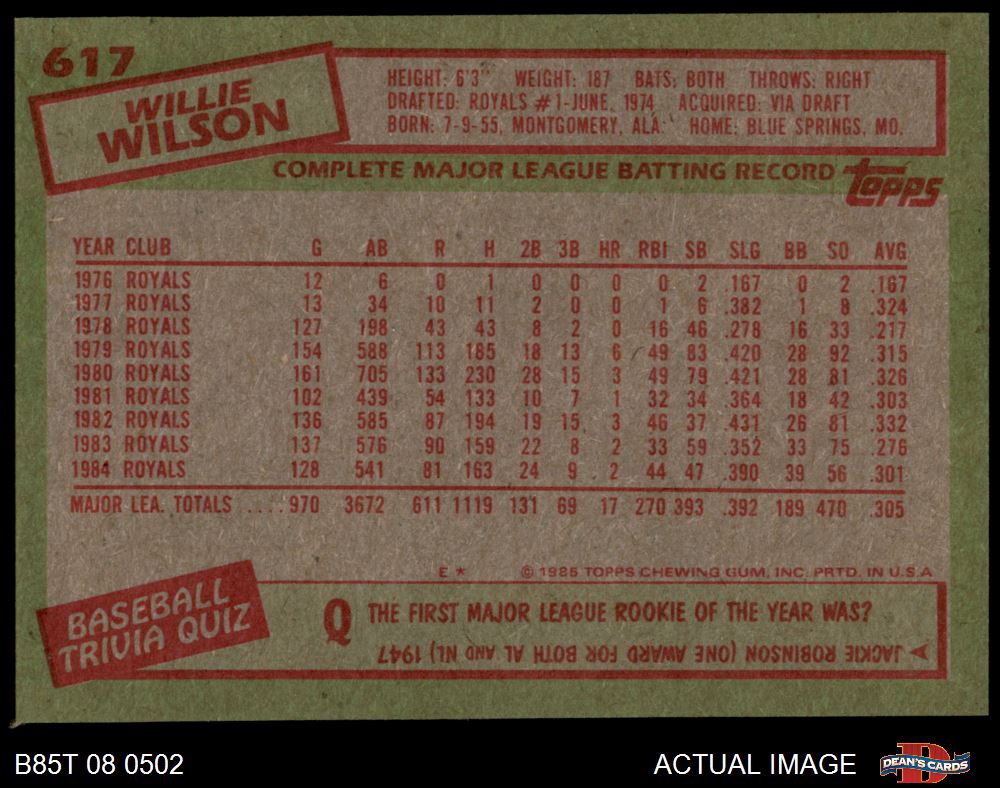 617
WILLIE
WILSON
HEIGHT: 6'3" WEIGHT: 187 BATS: BOTH THROWS: RIGHT
DRAFTED: ROYALS #1-JUNE, 1974 ACQUIRED: VIA DRAFT
BORN: 7-9-55, MONTGOMERY, ALA. HOME: BLUE SPRINGS, MO.
COMPLETE MAJOR LEAGUE BATTING RECORD topps
YEAR CLUB G AB R H 2B 3B HR RBI SB SLG BB SO AVG
1976 ROYALS 12 6 0 1 0 0 0 0 2 .167 0 2 .167
1977 ROYALS 13 34 10 11 2 0 0 1 6 .382 1 8 .324
1978 ROYALS 127 198 43 43 8 2 0 16 46 .278 16 33 .217
1979 ROYALS 154 588 113 185 18 13 6 49 83 .420 28 92 .315
1980 ROYALS 161 705 133 230 28 15 3 49 79 .421 28 81 .326
1981 ROYALS 102 439 54 133 10 7 1 32 34 .364 18 42 .303
1982 ROYALS 136 585 87 194 19 15 3 46 37 .431 26 81 .332
1983 ROYALS 137 576 90 159 22 8 2 33 59 .352 33 75 .276
1984 ROYALS 128 541 81 163 24 9 2 44 47 .390 39 56 .301
MAJOR LEA. TOTALS .... 970 3672 611 1119 131 69 17 270 393 .392 189 470 .305
E * © 1985 TOPPS CHEWING GUM, INC. PRTD. IN U.S.A
BASEBALL
TRIVIA QUIZ
Q THE FIRST MAJOR LEAGUE ROOKIE OF THE YEAR WAS?
JACKIE ROBINSON (ONE AWARD FOR BOTH AL AND NL) 1947
B85T 08 0502 ACTUAL IMAGE DEAN'S CARDS